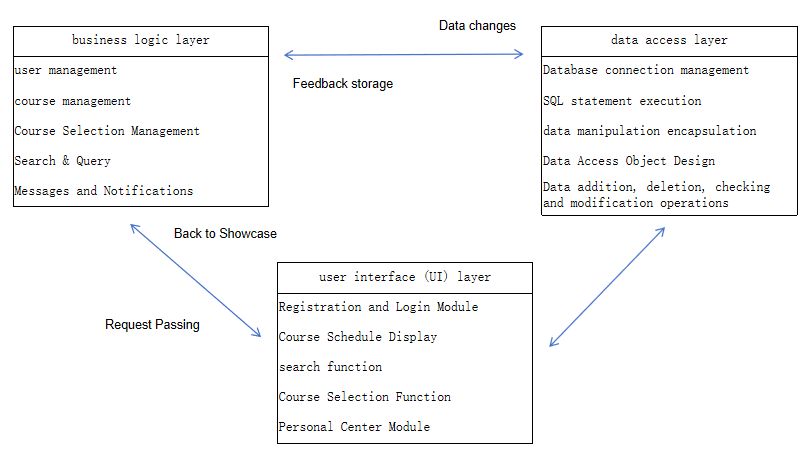 Data changes
business logic layer
user management
course management
Course Selection Management
Search & Query
Messages and Notifications
Feedback storage
data access layer
Database connection management
SQL statement execution
data manipulation encapsulation
Data Access Object Design
Data addition, deletion, checking
and modification operations
Back to Showcase
Request Passing
user interface (UI) layer
Registration and Login Module
Course Schedule Display
search function
Course Selection Function
Personal Center Module